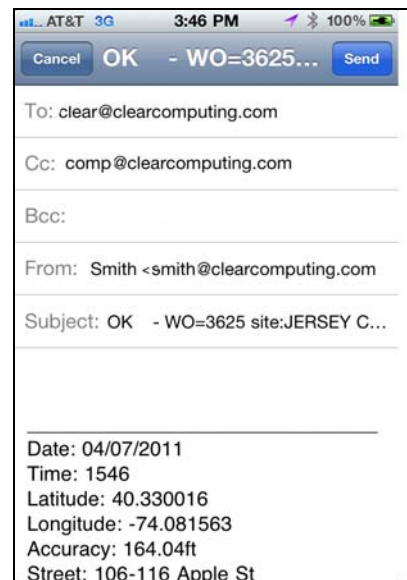 AT&T 3G 3:46 PM 100%
Cancel OK - WO=3625... Send
To: clear@clearcomputing.com
Cc: comp@clearcomputing.com
Bcc:
From: Smith <smith@clearcomputing.com
Subject: OK - WO=3625 site:JERSEY C...
Date: 04/07/2011
Time: 1546
Latitude: 40.330016
Longitude: -74.081563
Accuracy: 164.04ft
Street: 106-116 Apple St